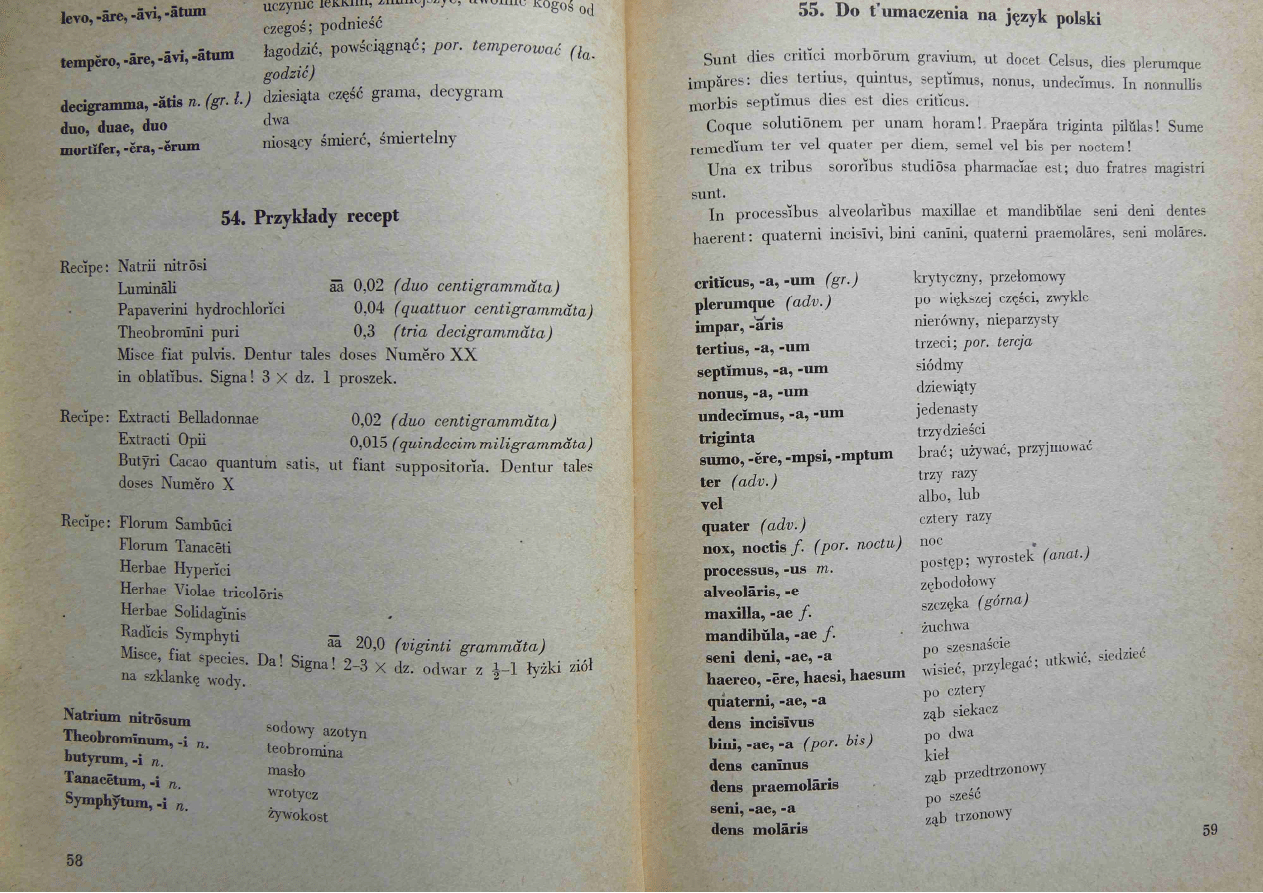 levo, -āre, -āvi, -ātum
czegoś; podnieść
tempĕro, -āre, -āvi, -ātum łagodzić, powściągnąć; por. temperować (ła-
godzić)
decigramma, -ătis n. (gr. l.) dziesiąta część grama, decygram
duo, duae, duo dwa
mortĭfer, -ĕra, -ĕrum niosący śmierć, śmiertelny
54. Przykłady recept
Recĭpe: Natrii nitrōsi
Lumināli āā 0,02 (duo centigrammăta)
Papaverini hydrochlorĭci 0,04 (quattuor centigrammăta)
Theobromīni puri 0,3 (tria decigrammăta)
Misce fiat pulvis. Dentur tales doses Numĕro XX
in oblatĭbus. Signa! 3 × dz. 1 proszek.
Recĭpe: Extracti Belladonnae 0,02 (duo centigrammăta)
Extracti Opii 0,015 (quindecim miligrammăta)
Butȳri Cacao quantum satis, ut fiant suppositorĭa. Dentur tales
doses Numĕro X
Recĭpe: Florum Sambūci
Florum Tanacēti
Herbae Hyperĭci
Herbae Violae tricolōris
Herbae Solidagĭnis
Radīcis Symphyti āā 20,0 (viginti grammăta)
Misce, fiat species. Da! Signa! 2–3 × dz. odwar z ½–1 łyżki ziół
na szklankę wody.
Natrium nitrōsum sodowy azotyn
Theobromīnum, -i n. teobromina
butyrum, -i n. masło
Tanacētum, -i n. wrotycz
Symphy̆tum, -i n. żywokost
58
55. Do t'umaczenia na język polski
Sunt dies critĭci morbōrum gravium, ut docet Celsus, dies plerumque
impăres: dies tertius, quintus, septĭmus, nonus, undecĭmus. In nonnullis
morbis septĭmus dies est dies critĭcus.
Coque solutiōnem per unam horam! Praepăra triginta pilŭlas! Sume
remedĭum ter vel quater per diem, semel vel bis per noctem!
Una ex tribus sororĭbus studiōsa pharmacĭae est; duo fratres magistri
sunt.
In processĭbus alveolarĭbus maxillae et mandibŭlae seni deni dentes
haerent: quaterni incisīvi, bini canīni, quaterni praemolāres, seni molāres.
critĭcus, -a, -um (gr.) krytyczny, przełomowy
plerumque (adv.) po większej części, zwykle
impar, -ăris nierówny, nieparzysty
tertius, -a, -um trzeci; por. tercja
septĭmus, -a, -um siódmy
nonus, -a, -um dziewiąty
undecĭmus, -a, -um jedenasty
triginta trzydzieści
sumo, -ĕre, -mpsi, -mptum brać; używać, przyjmować
ter (adv.) trzy razy
vel albo, lub
quater (adv.) cztery razy
nox, noctis f. (por. noctu) noc
processus, -us m. postęp; wyrostek (anat.)
alveolāris, -e zębodołowy
maxilla, -ae f. szczęka (górna)
mandibŭla, -ae f. żuchwa
seni deni, -ae, -a po szesnaście
haereo, -ēre, haesi, haesum wisieć, przylegać; utkwić, siedzieć
quaterni, -ae, -a po cztery
dens incisīvus ząb siekacz
bini, -ae, -a (por. bis) po dwa
dens canīnus kieł
dens praemolāris ząb przedtrzonowy
seni, -ae, -a po sześć
dens molāris ząb trzonowy
59